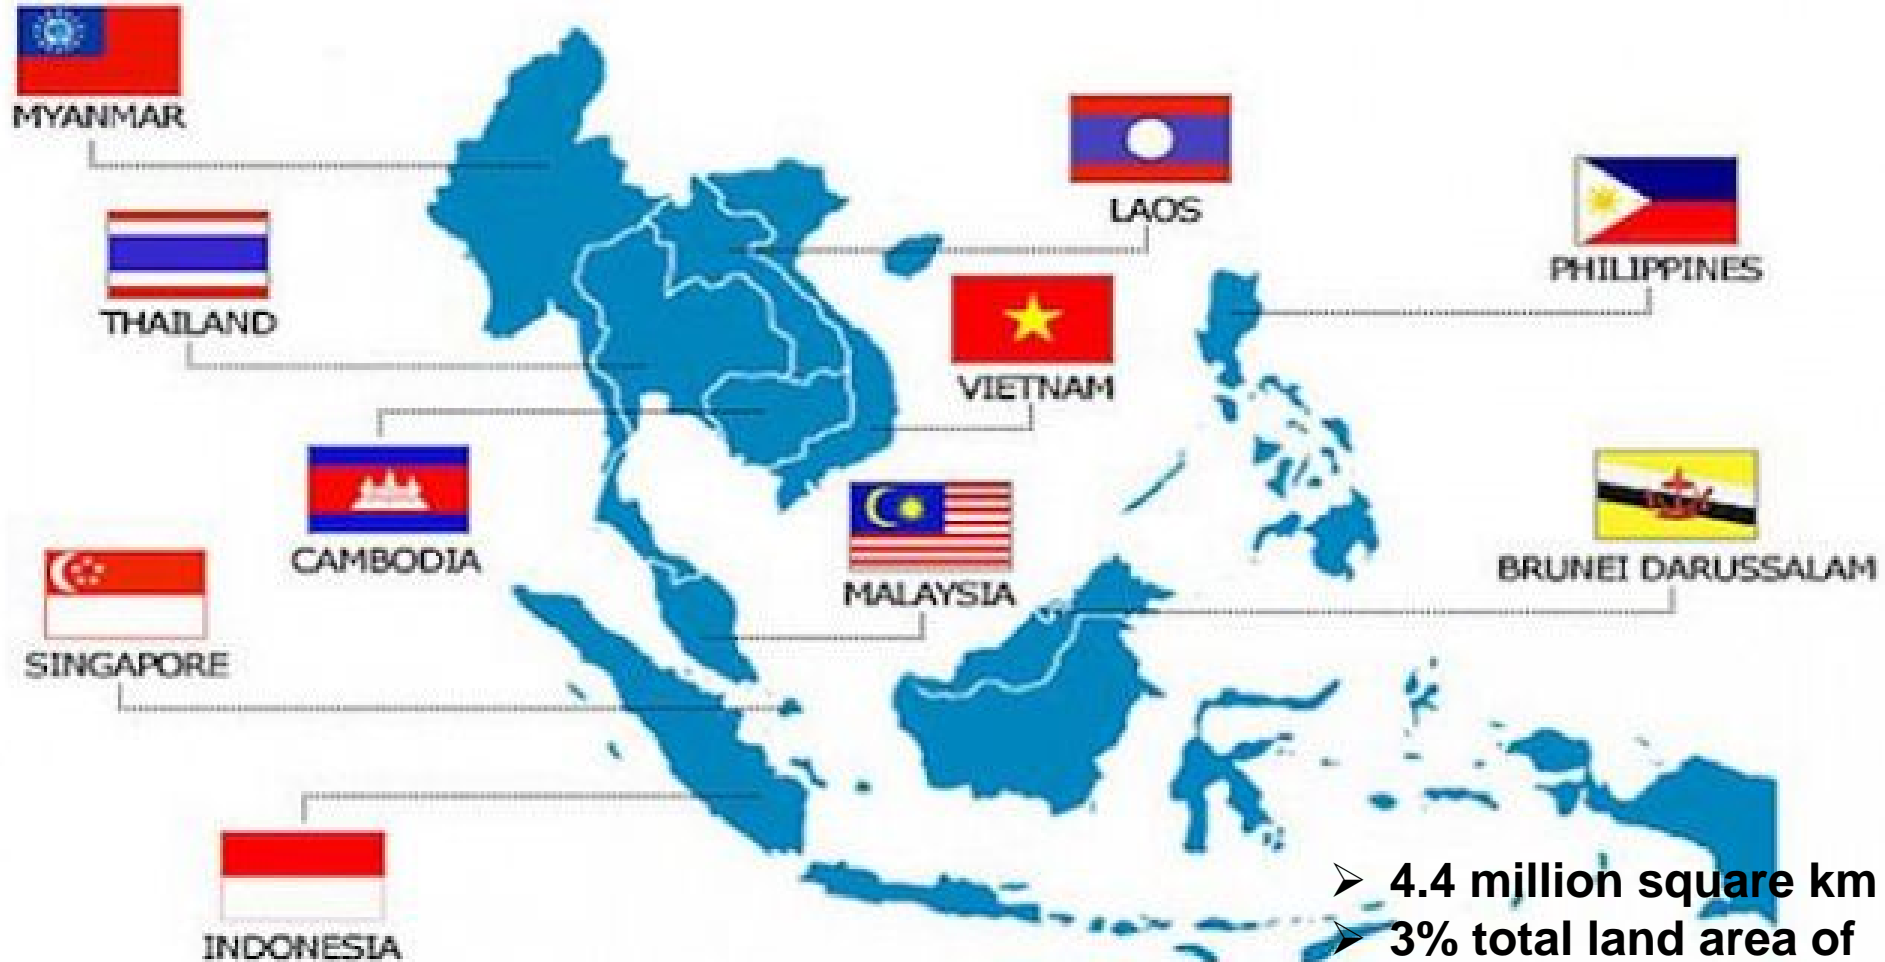 MYANMAR
LAOS
PHILIPPINES
THAILAND
VIETNAM
CAMBODIA
BRUNEI DARUSSALAM
MALAYSIA
SINGAPORE
➢ 4.4 million square km
➢ 3% total land area of
INDONESIA